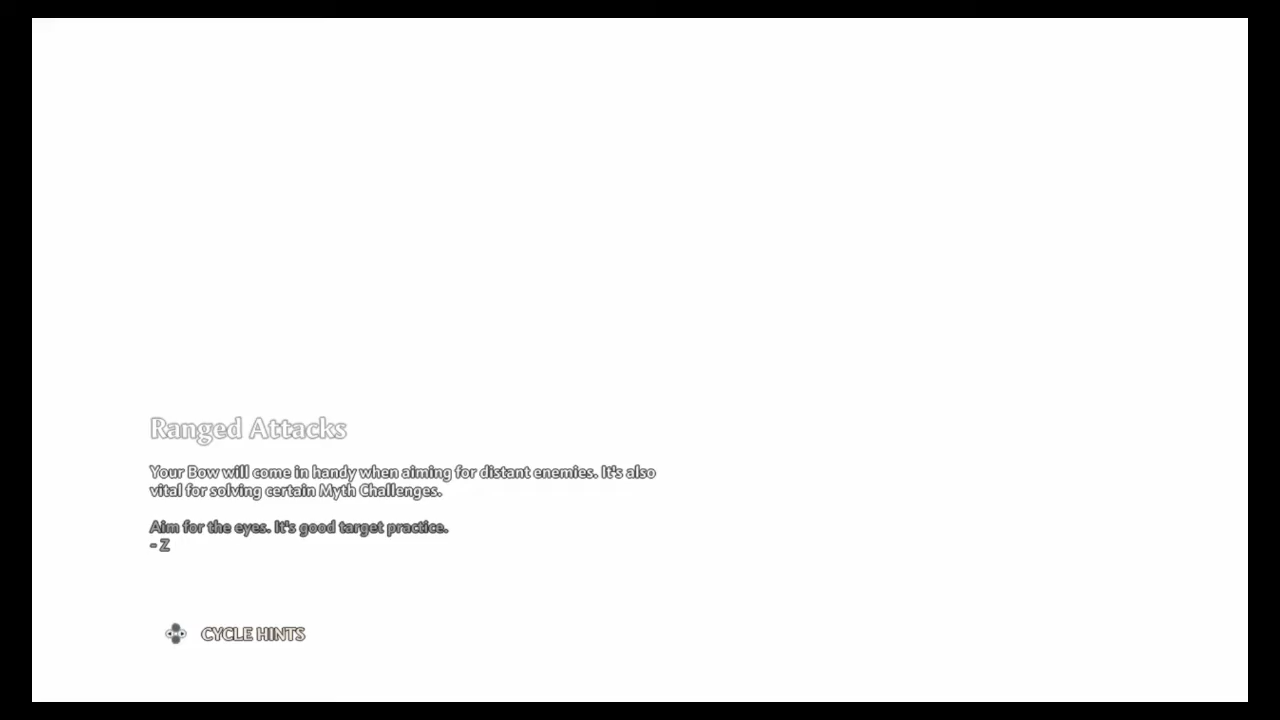 Ranged Attacks
Your Bow will come in handy when aiming for distant enemies. It's also
vital for solving certain Myth Challenges.
Aim for the eyes. It's good target practice.
- Z
CYCLE HINTS